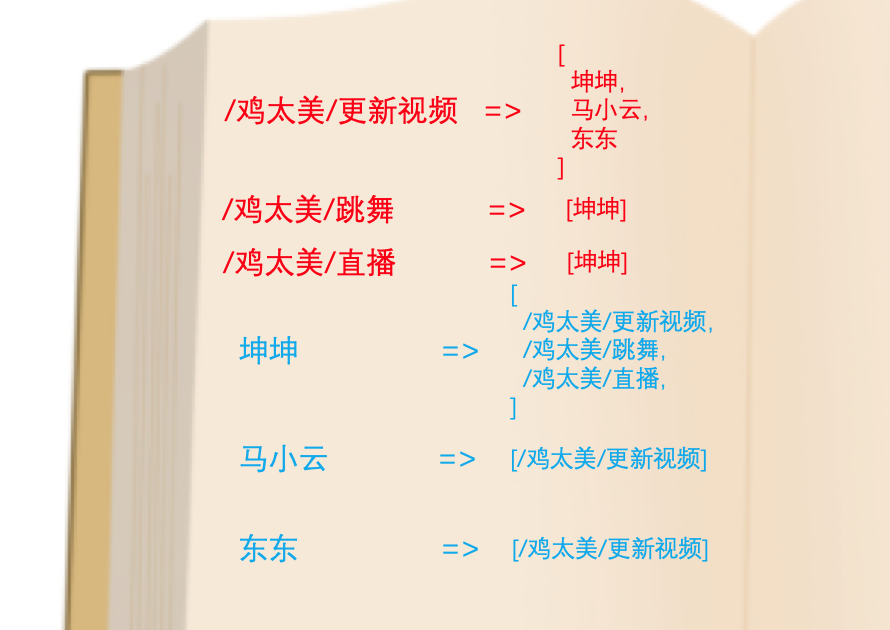 [
坤坤,
/鸡太美/更新视频 => 马小云,
东东
]
/鸡太美/跳舞 => [坤坤]
/鸡太美/直播 => [坤坤]
[
/鸡太美/更新视频,
坤坤 => /鸡太美/跳舞,
/鸡太美/直播,
]
马小云 => [/鸡太美/更新视频]
东东 => [/鸡太美/更新视频]